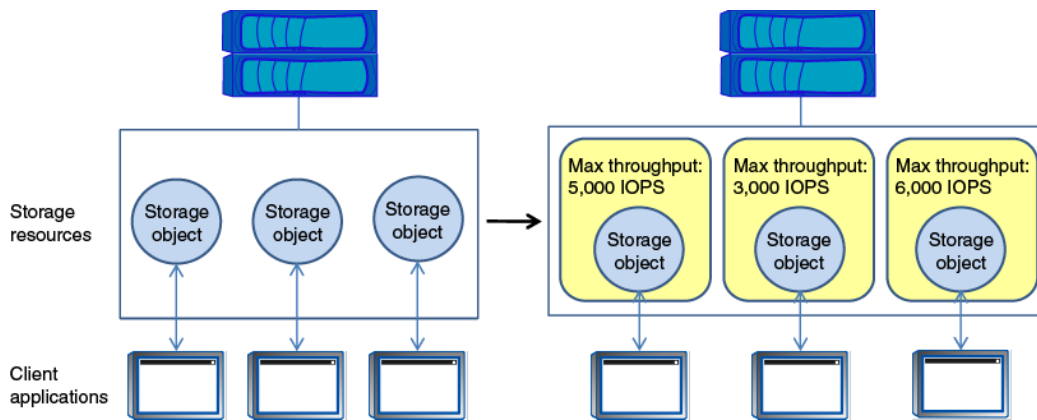 Storage
resources
Storage
object
Storage
object
Storage
object
Max throughput:
5,000 IOPS
Storage
object
Max throughput:
3,000 IOPS
Storage
object
Max throughput:
6,000 IOPS
Storage
object
Client
applications